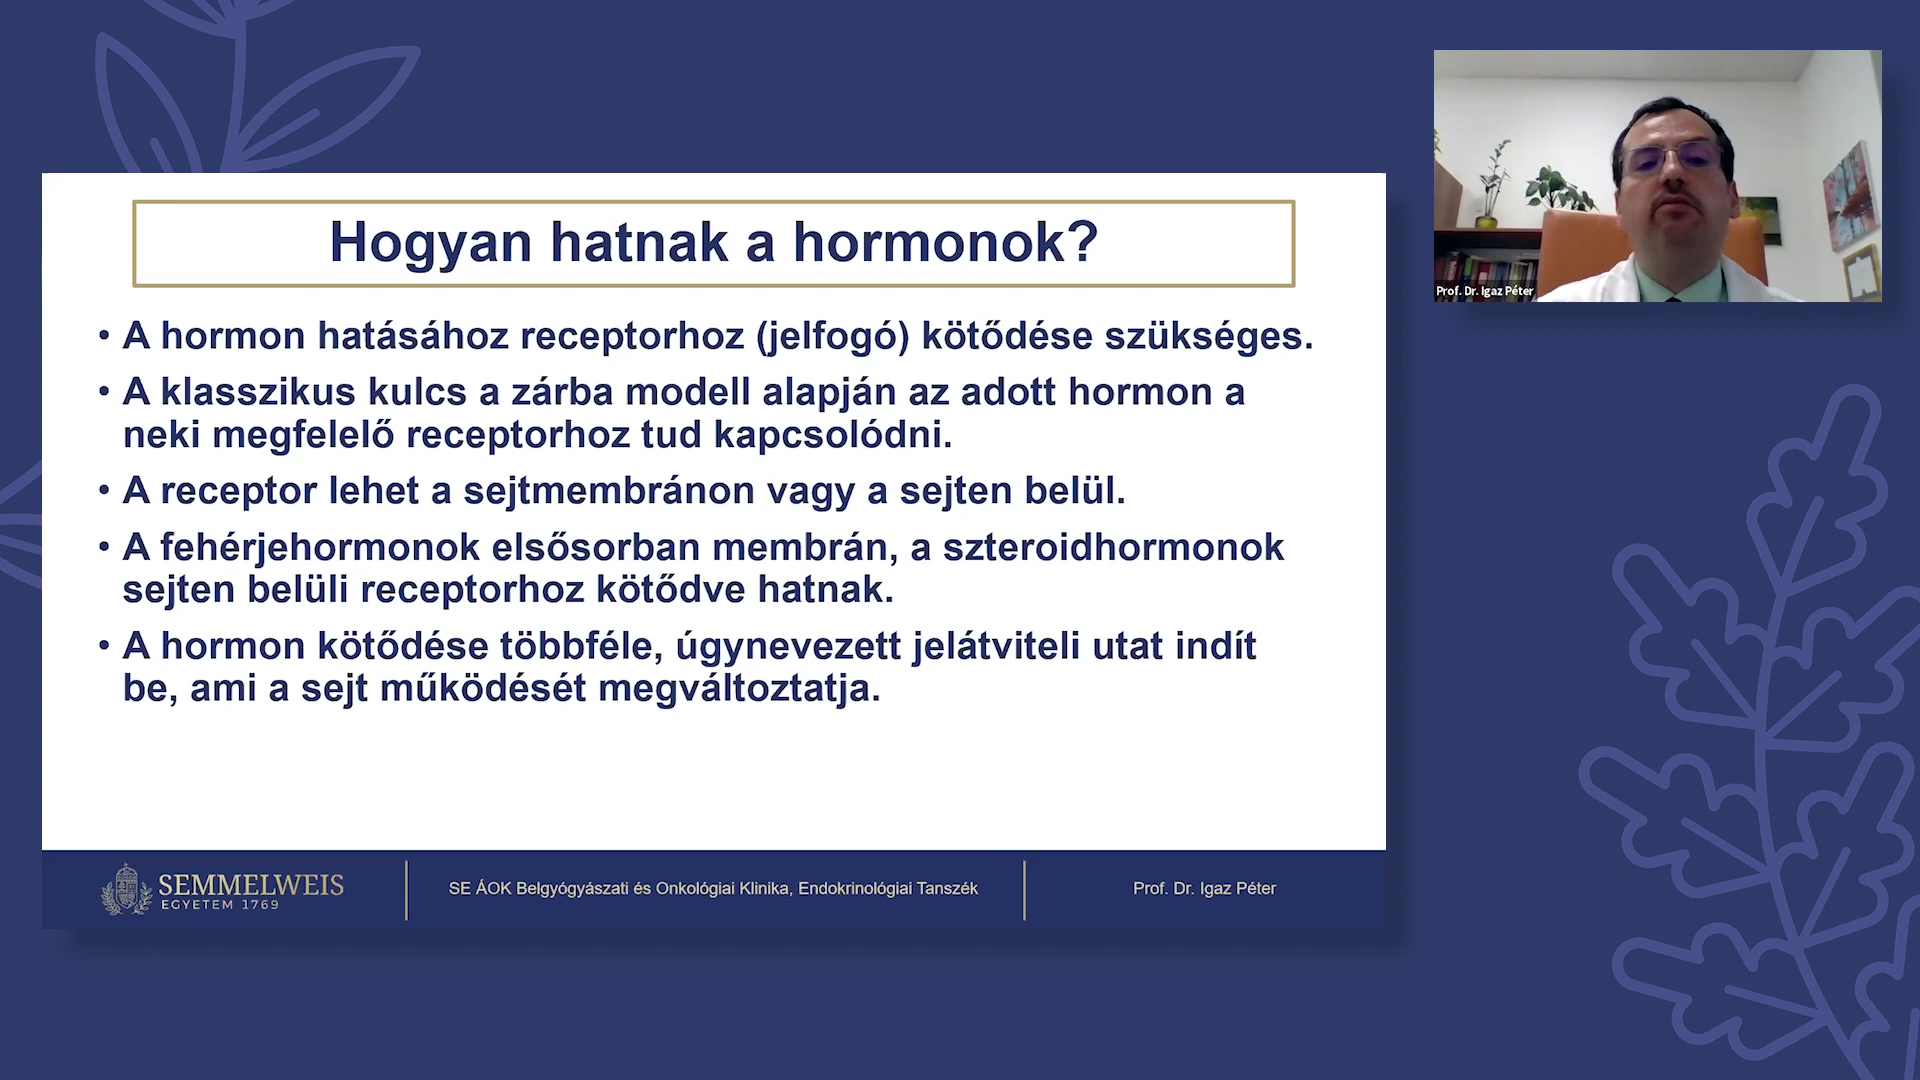 Hogyan hatnak a hormonok?
• A hormon hatásához receptorhoz (jelfogó) kötődése szükséges.
• A klasszikus kulcs a zárba modell alapján az adott hormon a
neki megfelelő receptorhoz tud kapcsolódni.
• A receptor lehet a sejtmembránon vagy a sejten belül.
• A fehérjehormonok elsősorban membrán, a szteroidhormonok
sejten belüli receptorhoz kötődve hatnak.
• A hormon kötődése többféle, úgynevezett jelátviteli utat indít
be, ami a sejt működését megváltoztatja.
SEMMELWEIS
EGYETEM 1769
SE ÁOK Belgyógyászati és Onkológiai Klinika, Endokrinológiai Tanszék
Prof. Dr. Igaz Péter
Prof. Dr. Igaz Péter